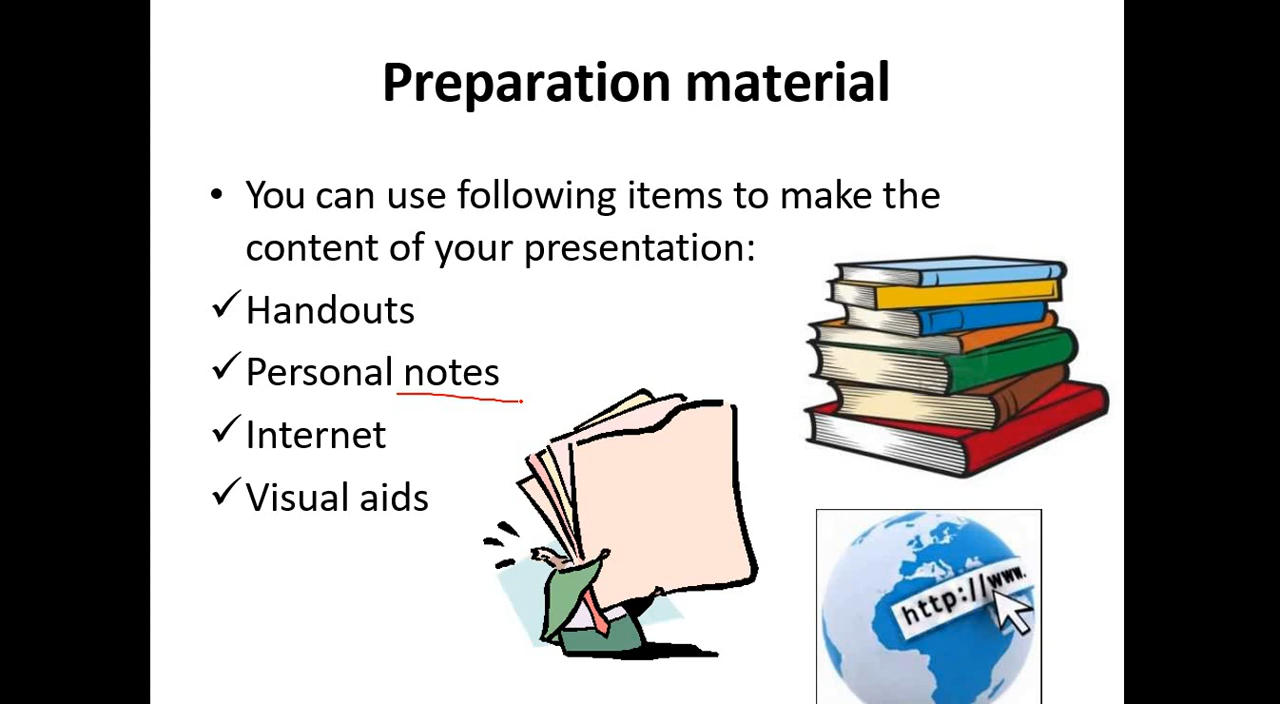 Preparation material
• You can use following items to make the
content of your presentation:
✓Handouts
✓Personal notes
✓Internet
✓Visual aids
http://www.